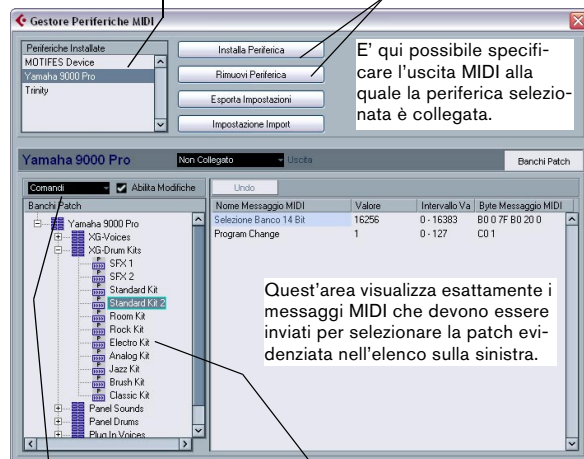 Gestore Periferiche MIDI
Periferiche Installate
MOTIFES Device
Yamaha 9000 Pro
Trinity
Installa Periferica
Rimuovi Periferica
Esporta Impostazioni
Impostazione Import
E' qui possibile specifi-
care l'uscita MIDI alla
quale la periferica selezio-
nata è collegata.
Yamaha 9000 Pro
Non Collegato
Uscita
Banchi Patch
Comandi
Abilita Modifiche
Undo
Banchi Patch
Nome Messaggio MIDI Valore Intervallo Va Byte Messaggio MIDI
Selezione Banco 14 Bit 16256 0 - 16383 B0 0 7F B0 20 0
Program Change 1 0 - 127 C0 1
Yamaha 9000 Pro
XG-Voices
XG-Drum Kits
SFX 1
SFX 2
Standard Kit
Standard Kit 2
Room Kit
Rock Kit
Electro Kit
Analog Kit
Jazz Kit
Brush Kit
Classic Kit
Panel Sounds
Panel Drums
Plug In Voices
Quest'area visualizza esattamente i
messaggi MIDI che devono essere
inviati per selezionare la patch evi-
denziata nell'elenco sulla sinistra.